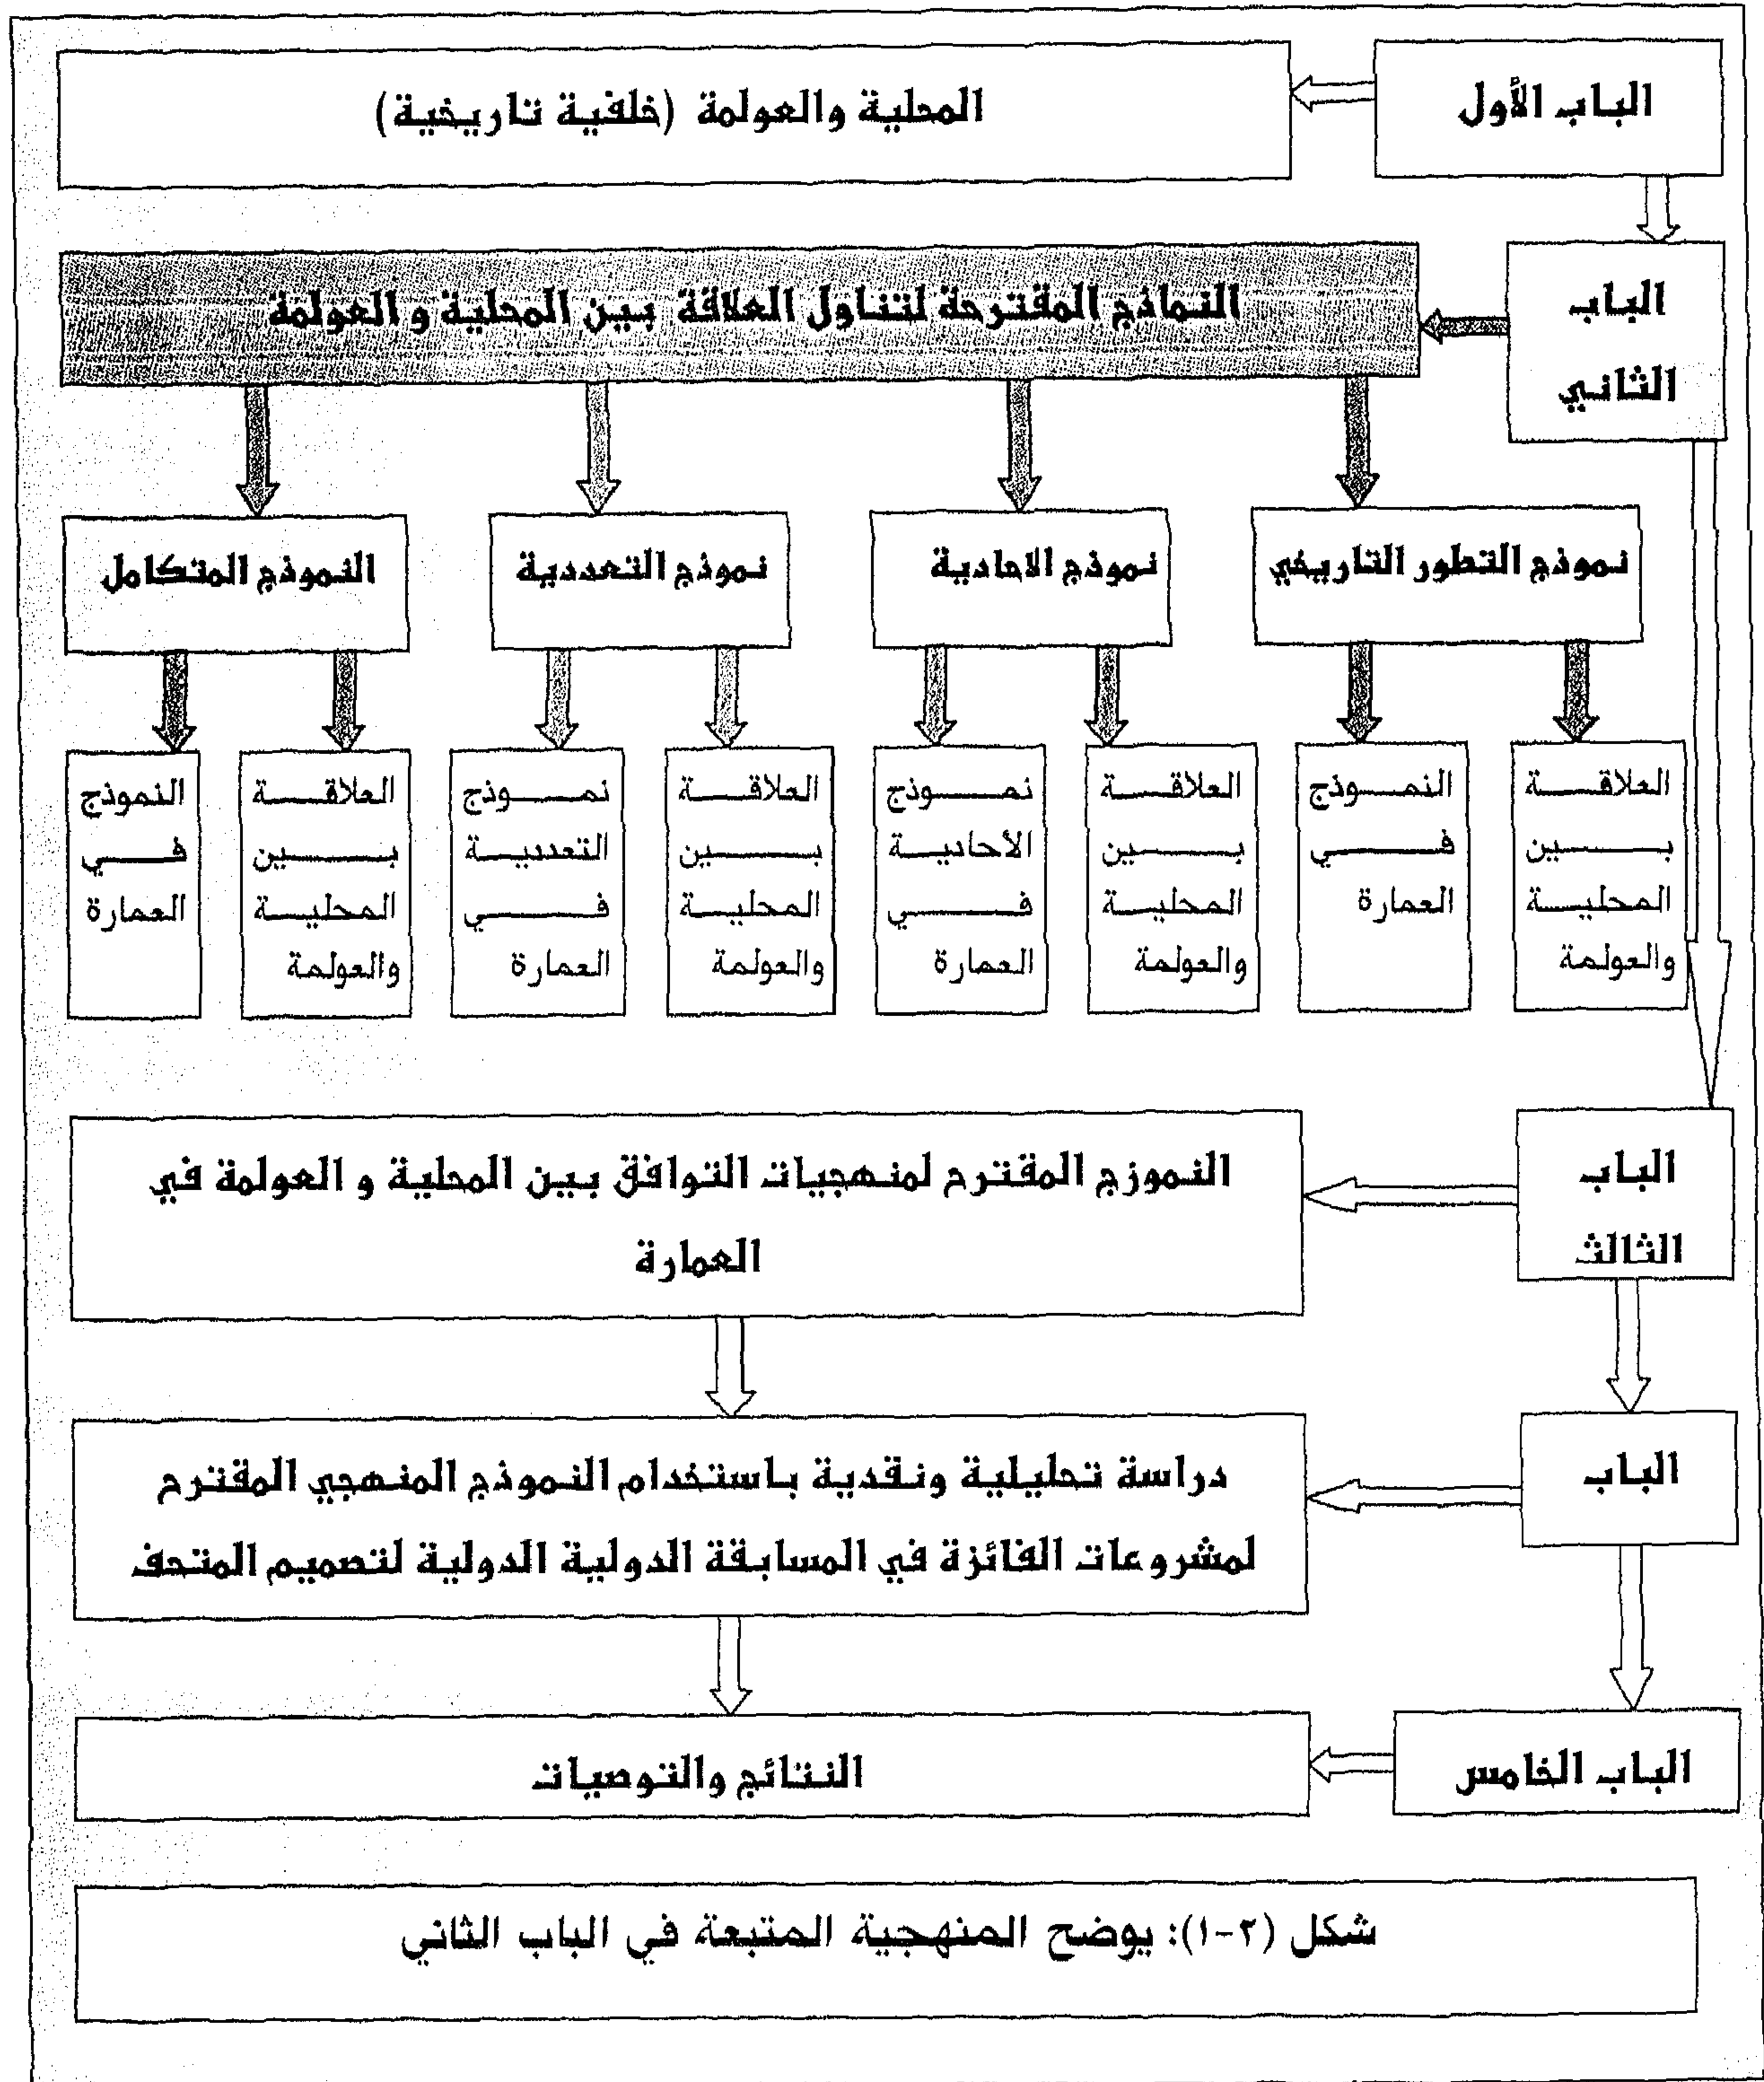 الباب الأول
المحلية والعولمة (خلفية تاريخية)
الباب
الثاني
النماذج المقترحة لتناول العلاقة بين المحلية و العولمة
نموذج التطور التاريخي
نموذج الاحادية
نموذج التعددية
النموذج المتكامل
العلاقة
بين
المحلية
والعولمة
النموذج
في
العمارة
العلاقة
بين
المحلية
والعولمة
نموذج
الأحادية
في
العمارة
العلاقة
بين
المحلية
والعولمة
نموذج
التعددية
في
العمارة
العلاقة
بين
المحلية
والعولمة
النموذج
في
العمارة
الباب
الثالث
النموزج المقترح لمنهجيات التوافق بين المحلية و العولمة في
العمارة
الباب
دراسة تحليلية ونقدية باستخدام النموذج المنهجي المقترح
لمشروعات الفائزة في المسابقة الدولية الدولية لتصميم المتحف
الباب الخامس
النتائج والتوصيات
شكل (٢-١): يوضح المنهجية المتبعة في الباب الثاني